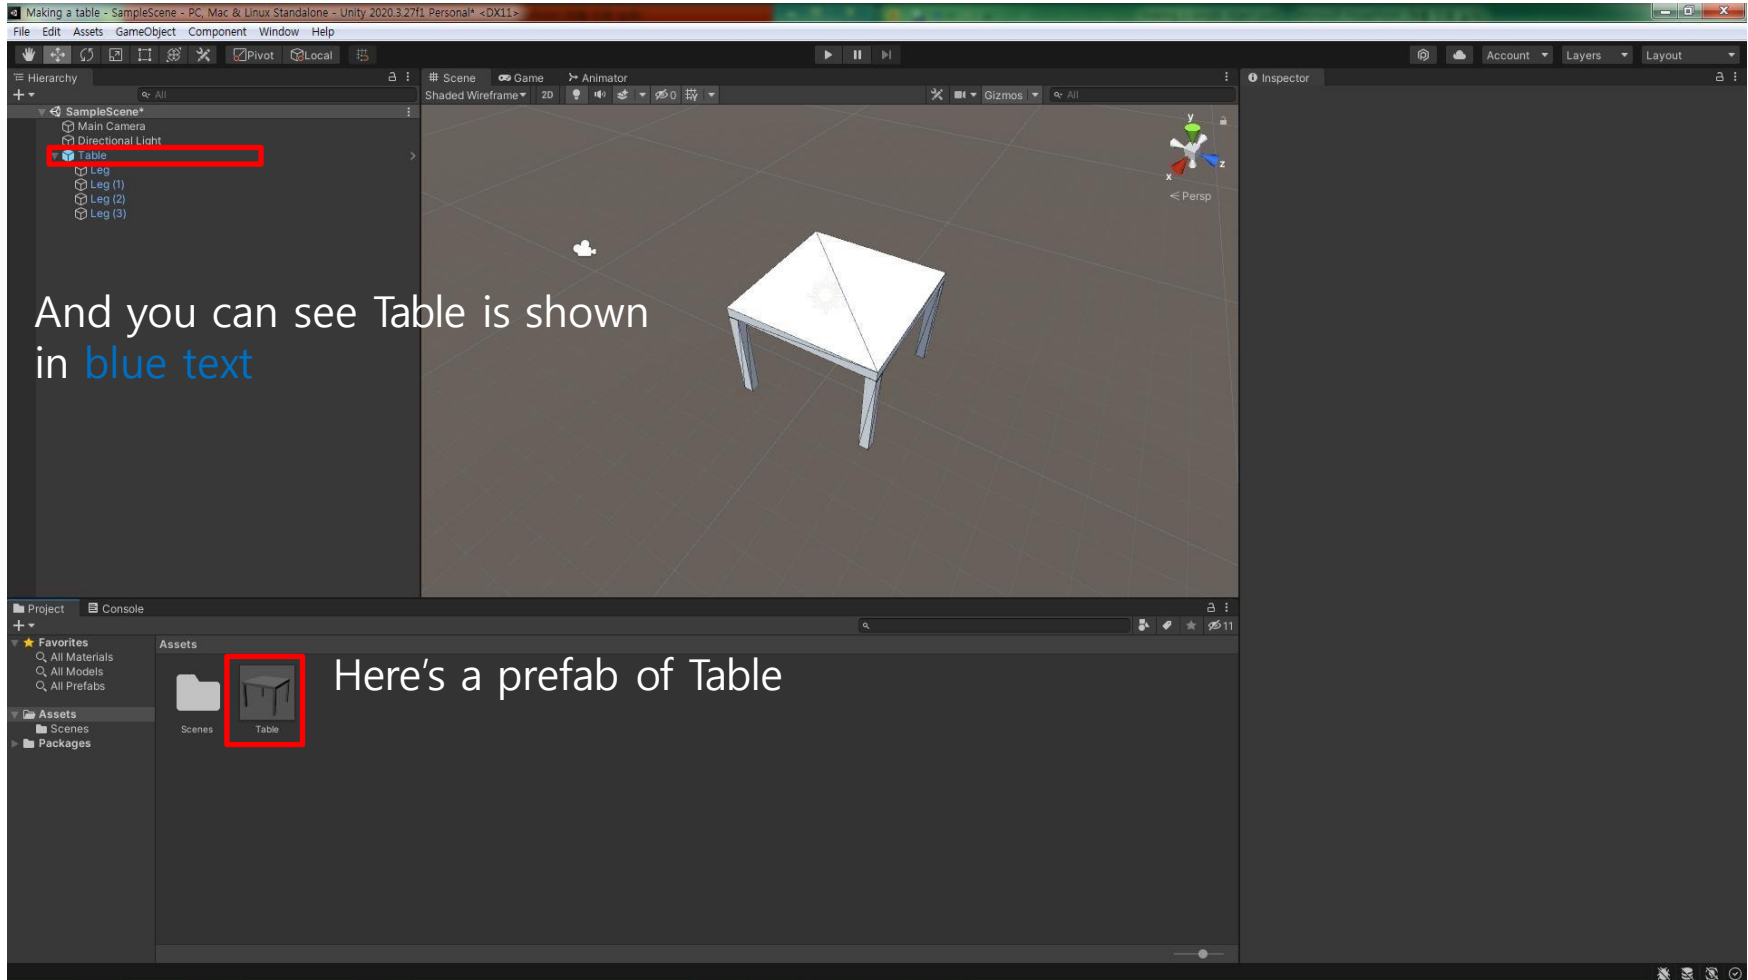 Making a table - SampleScene - PC, Mac & Linux Standalone - Unity 2020.3.27f1 Personal* <DX11>
File Edit Assets GameObject Component Window Help
Pivot Local Account Layers Layout
Hierarchy
All
SampleScene*
Main Camera
Directional Light
Table
Leg
Leg (1)
Leg (2)
Leg (3)
Scene Game Animator
Shaded Wireframe 2D 0 Gizmos All
y
z
x
Persp
Inspector
And you can see Table is shown
in blue text
Project Console
11
Favorites
All Materials
All Models
All Prefabs
Assets
Scenes
Packages
Assets
Scenes Table
Here's a prefab of Table